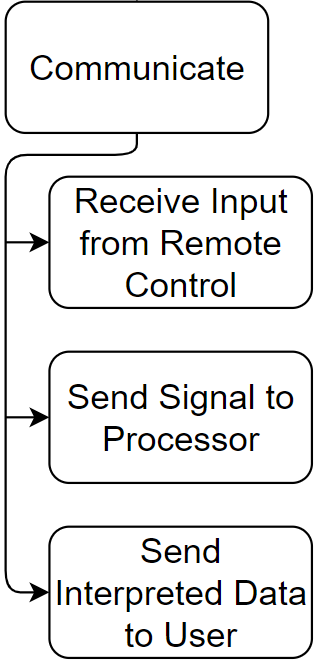 Communicate
Receive Input
from Remote
Control
Send Signal to
Processor
Send
Interpreted Data
to User